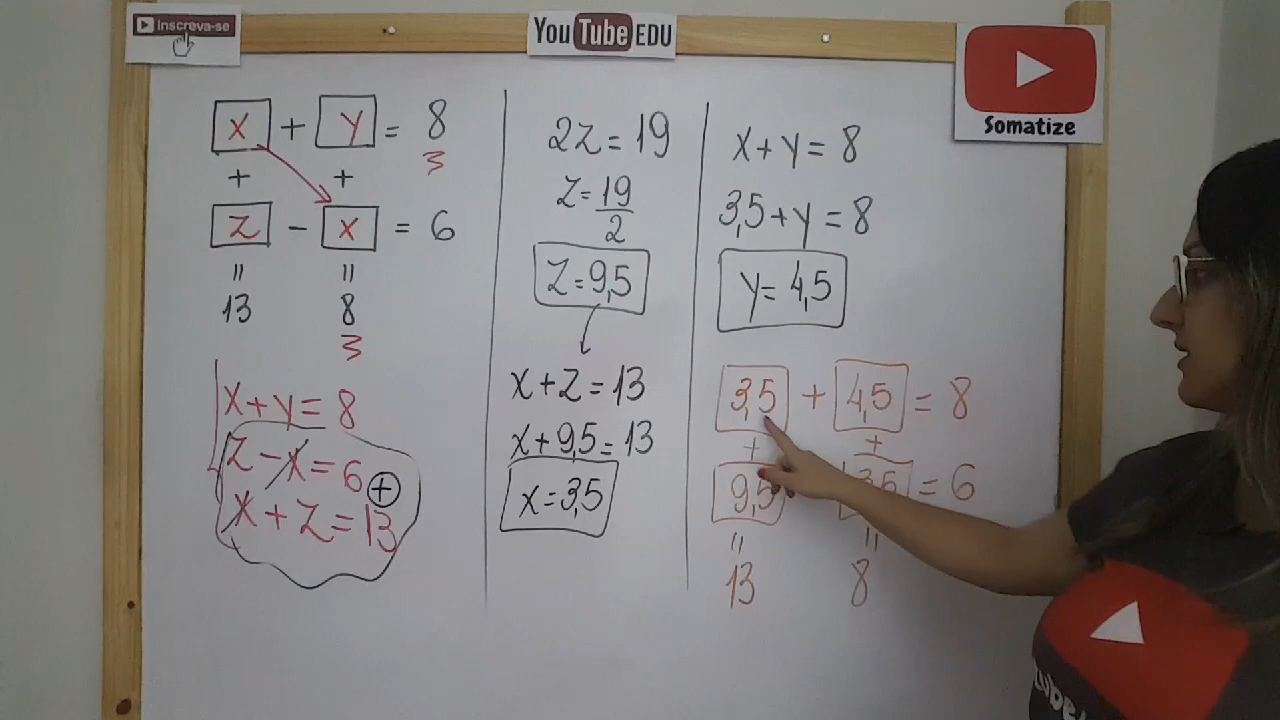 Inscreva-se
YouTube EDU
Somatize
x + y = 8
3
+ +
z - x = 6
= =
13 8
3
x + y = 8
z - x = 6
+
x + z = 13
2z = 19
z = 19/2
z = 9,5
x + z = 13
x + 9,5 = 13
x = 3,5
x + y = 8
3,5 + y = 8
y = 4,5
3,5 + 4,5 = 8
+ +
9,5 3,5 = 6
= =
13 8